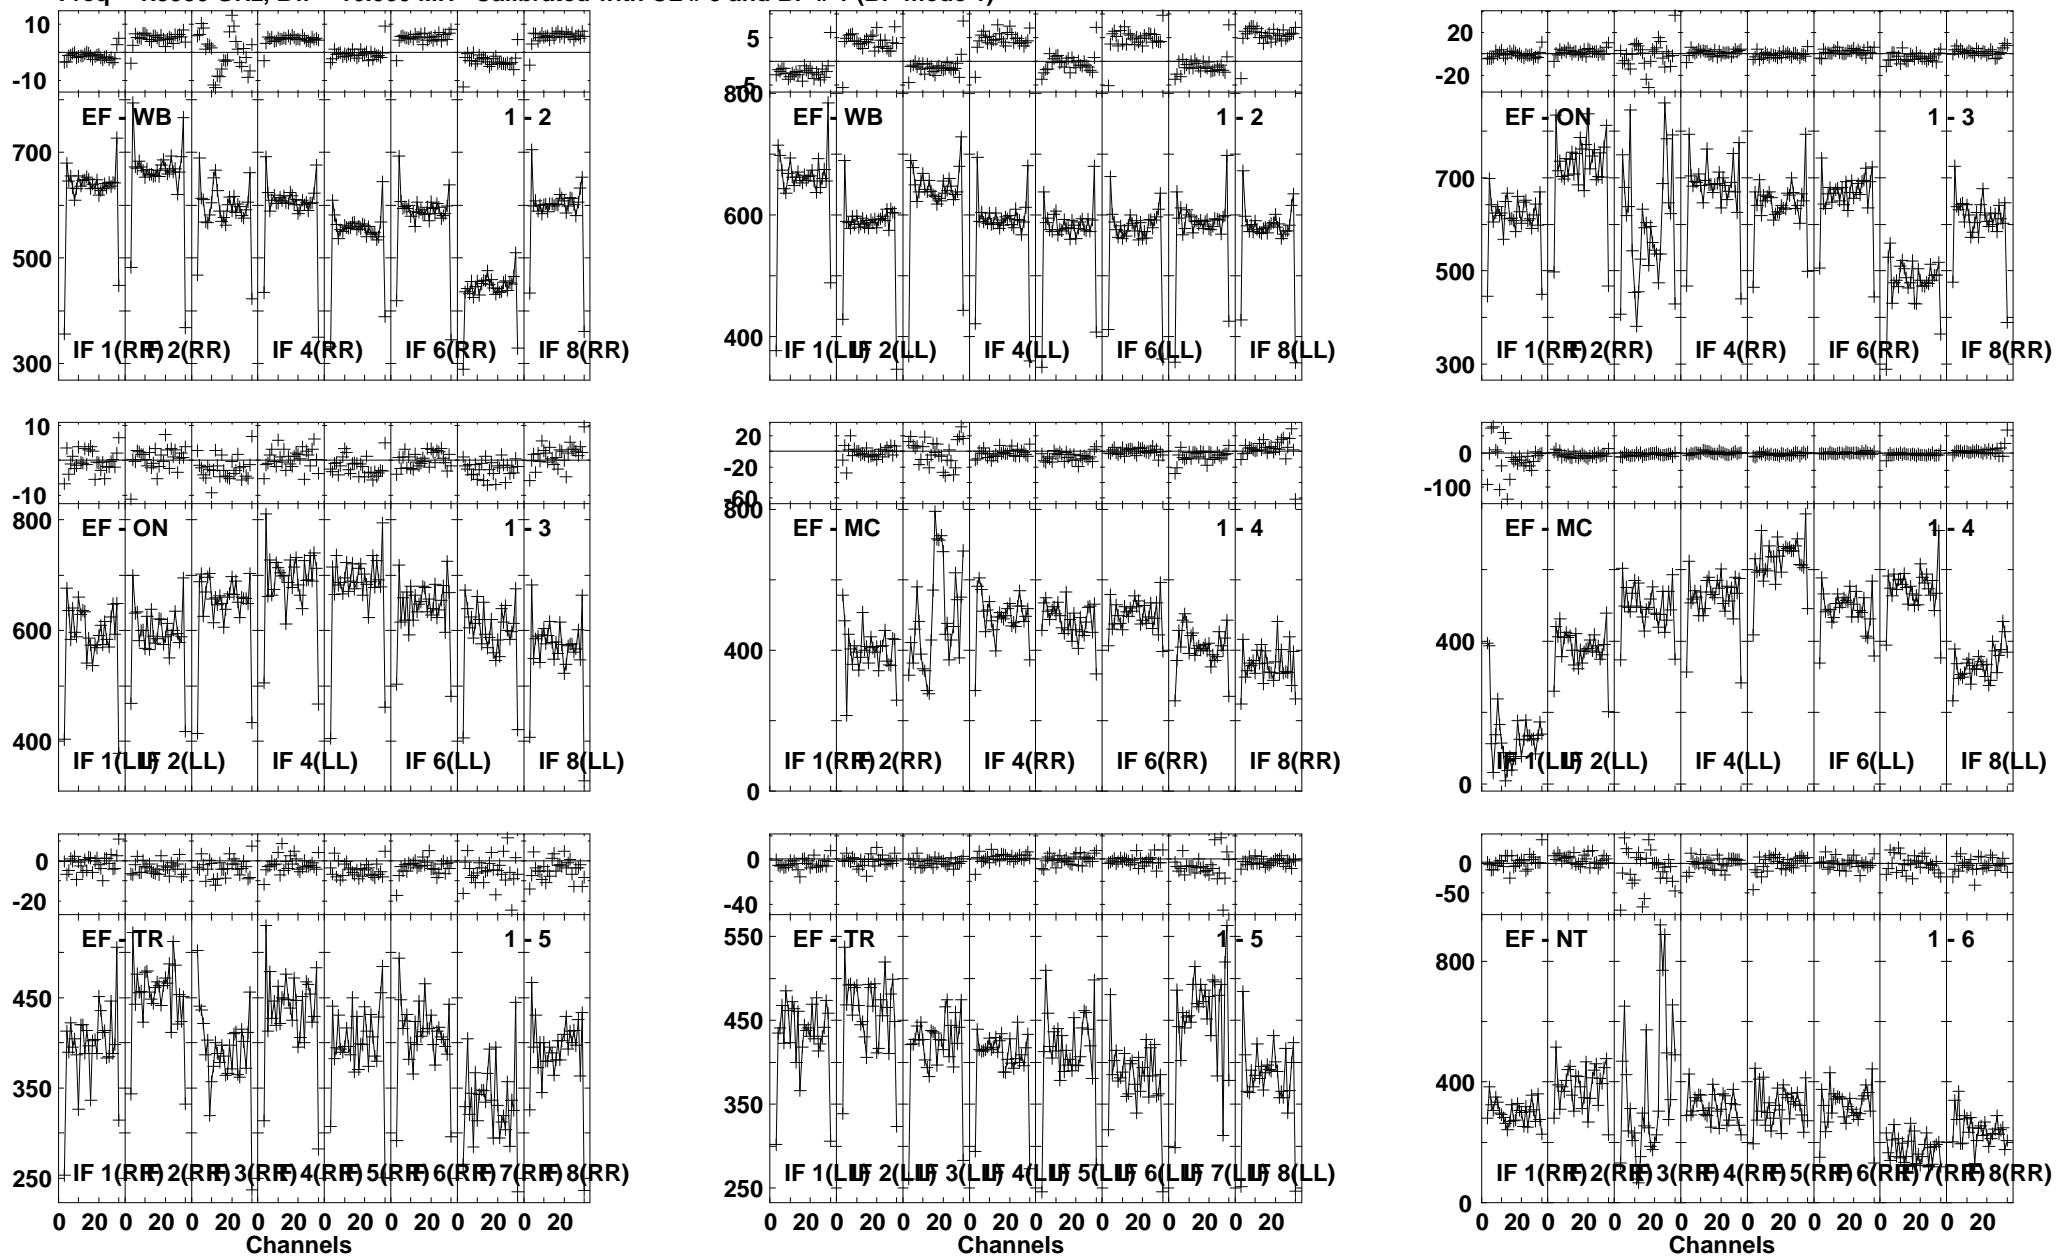 10
-10
EF - WB 1 - 2
700
500
300
IF 1(RR) IF 2(RR) IF 4(RR) IF 6(RR) IF 8(RR)
5
-5
800
EF - WB 1 - 2
600
400
IF 1(LL) IF 2(LL) IF 4(LL) IF 6(LL) IF 8(LL)
20
0
-20
EF - ON 1 - 3
700
500
300
IF 1(RR) IF 2(RR) IF 4(RR) IF 6(RR) IF 8(RR)
10
0
-10
800
EF - ON 1 - 3
600
400
IF 1(LL) IF 2(LL) IF 4(LL) IF 6(LL) IF 8(LL)
20
-20
-60
800
EF - MC 1 - 4
400
0
IF 1(RR) IF 2(RR) IF 4(RR) IF 6(RR) IF 8(RR)
0
-100
EF - MC 1 - 4
400
0
IF 1(LL) IF 2(LL) IF 4(LL) IF 6(LL) IF 8(LL)
0
-20
EF - TR 1 - 5
450
350
250
IF 1(RR) IF 2(RR) IF 3(RR) IF 4(RR) IF 5(RR) IF 6(RR) IF 7(RR) IF 8(RR)
0 20 0 20 0 20 0 20 0 20 0 20 0 20 0 20
Channels
0
-40
550
EF - TR 1 - 5
450
350
250
IF 1(LL) IF 2(LL) IF 3(LL) IF 4(LL) IF 5(LL) IF 6(LL) IF 7(LL) IF 8(LL)
0 20 0 20 0 20 0 20 0 20 0 20 0 20 0 20
Channels
0
-50
EF - NT 1 - 6
800
400
0
IF 1(RR) IF 2(RR) IF 3(RR) IF 4(RR) IF 5(RR) IF 6(RR) IF 7(RR) IF 8(RR)
0 20 0 20 0 20 0 20 0 20 0 20 0 20 0 20
Channels